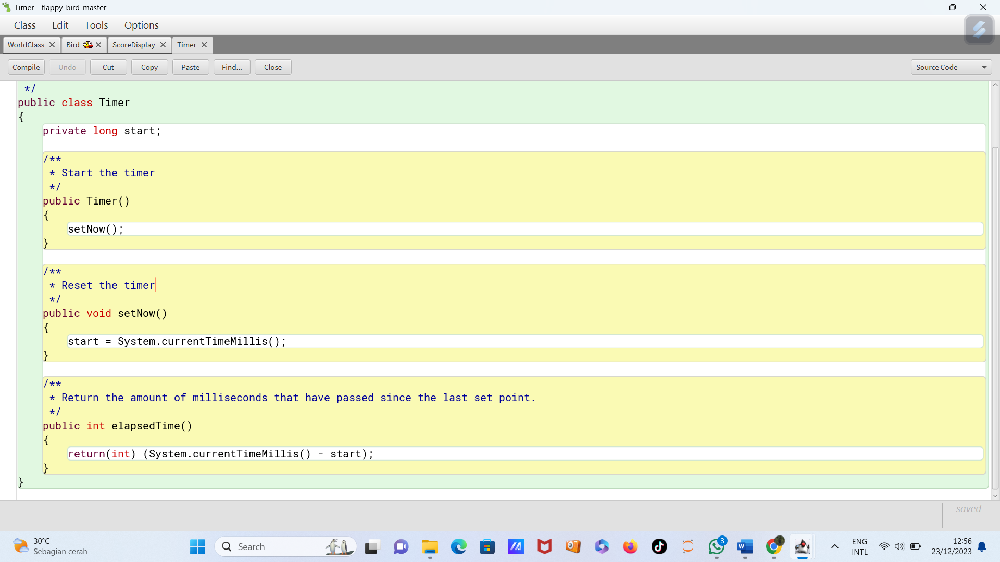 Timer - flappy-bird-master
Class Edit Tools Options
WorldClass Bird ScoreDisplay Timer
Compile Undo Cut Copy Paste Find... Close Source Code
*/
public class Timer
{
private long start;
/**
* Start the timer
*/
public Timer()
{
setNow();
}
/**
* Reset the timer
*/
public void setNow()
{
start = System.currentTimeMillis();
}
/**
* Return the amount of milliseconds that have passed since the last set point.
*/
public int elapsedTime()
{
return(int) (System.currentTimeMillis() - start);
}
}
saved
30°C
Sebagian cerah
Search
3
W
ENG
INTL
12:56
23/12/2023